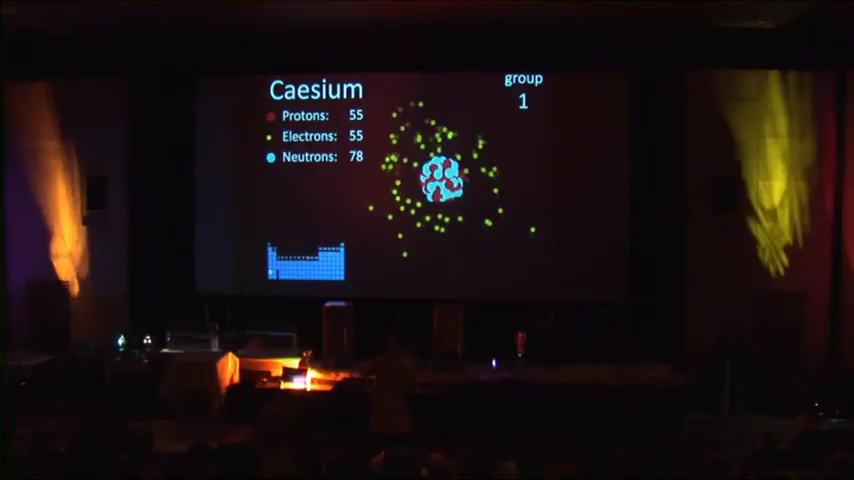 Caesium
Protons: 55
Electrons: 55
Neutrons: 78
group
1